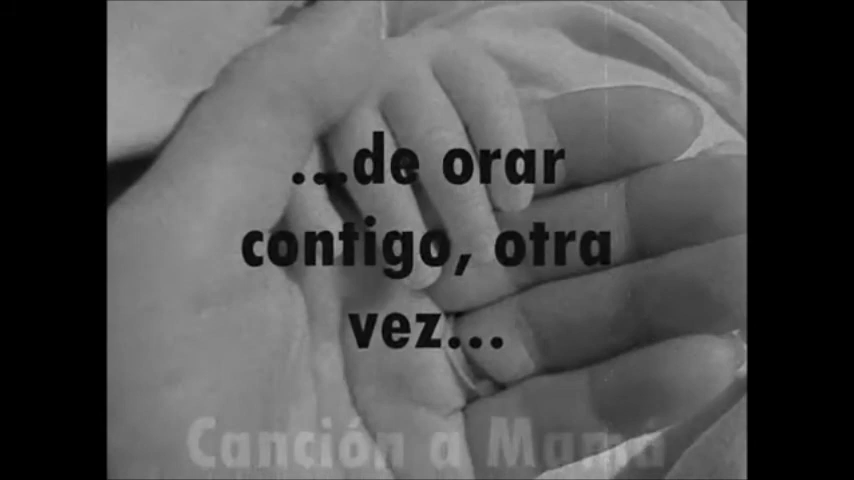 ...de orar
contigo, otra
vez...
Canción a Mamá